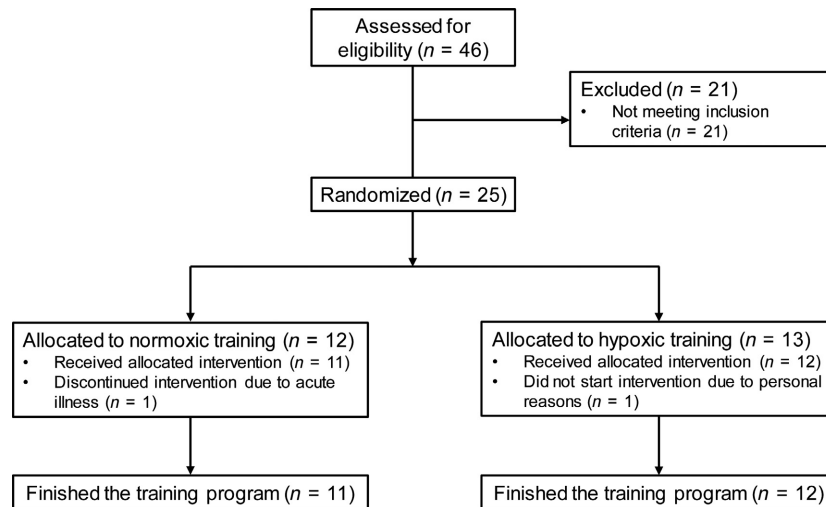 Assessed for
eligibility (n = 46)
Excluded (n = 21)
• Not meeting inclusion
criteria (n = 21)
Randomized (n = 25)
Allocated to normoxic training (n = 12)
• Received allocated intervention (n = 11)
• Discontinued intervention due to acute
illness (n = 1)
Allocated to hypoxic training (n = 13)
• Received allocated intervention (n = 12)
• Did not start intervention due to personal
reasons (n = 1)
Finished the training program (n = 11)
Finished the training program (n = 12)